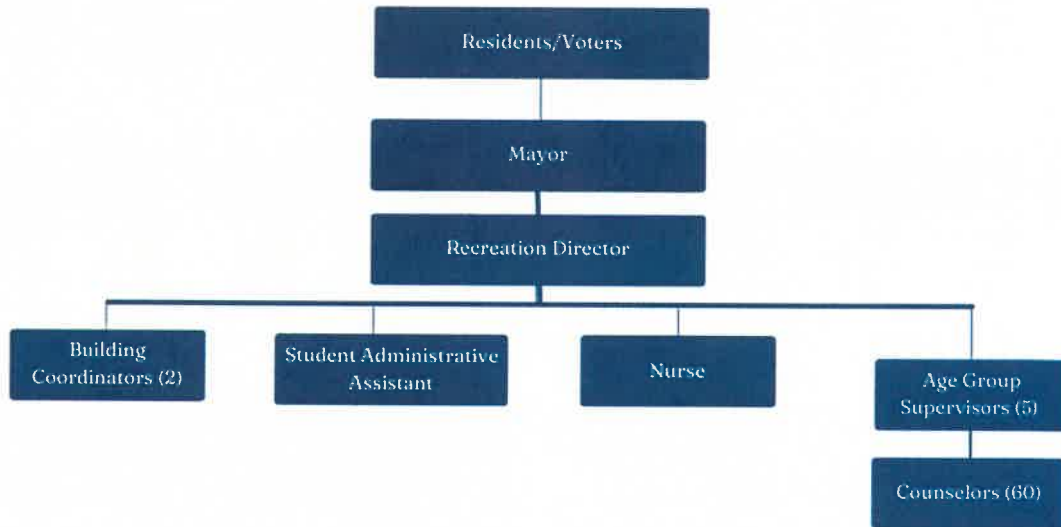 Residents/Voters
Mayor
Recreation Director
Building
Coordinators (2)
Student Administrative
Assistant
Nurse
Age Group
Supervisors (5)
Counselors (60)